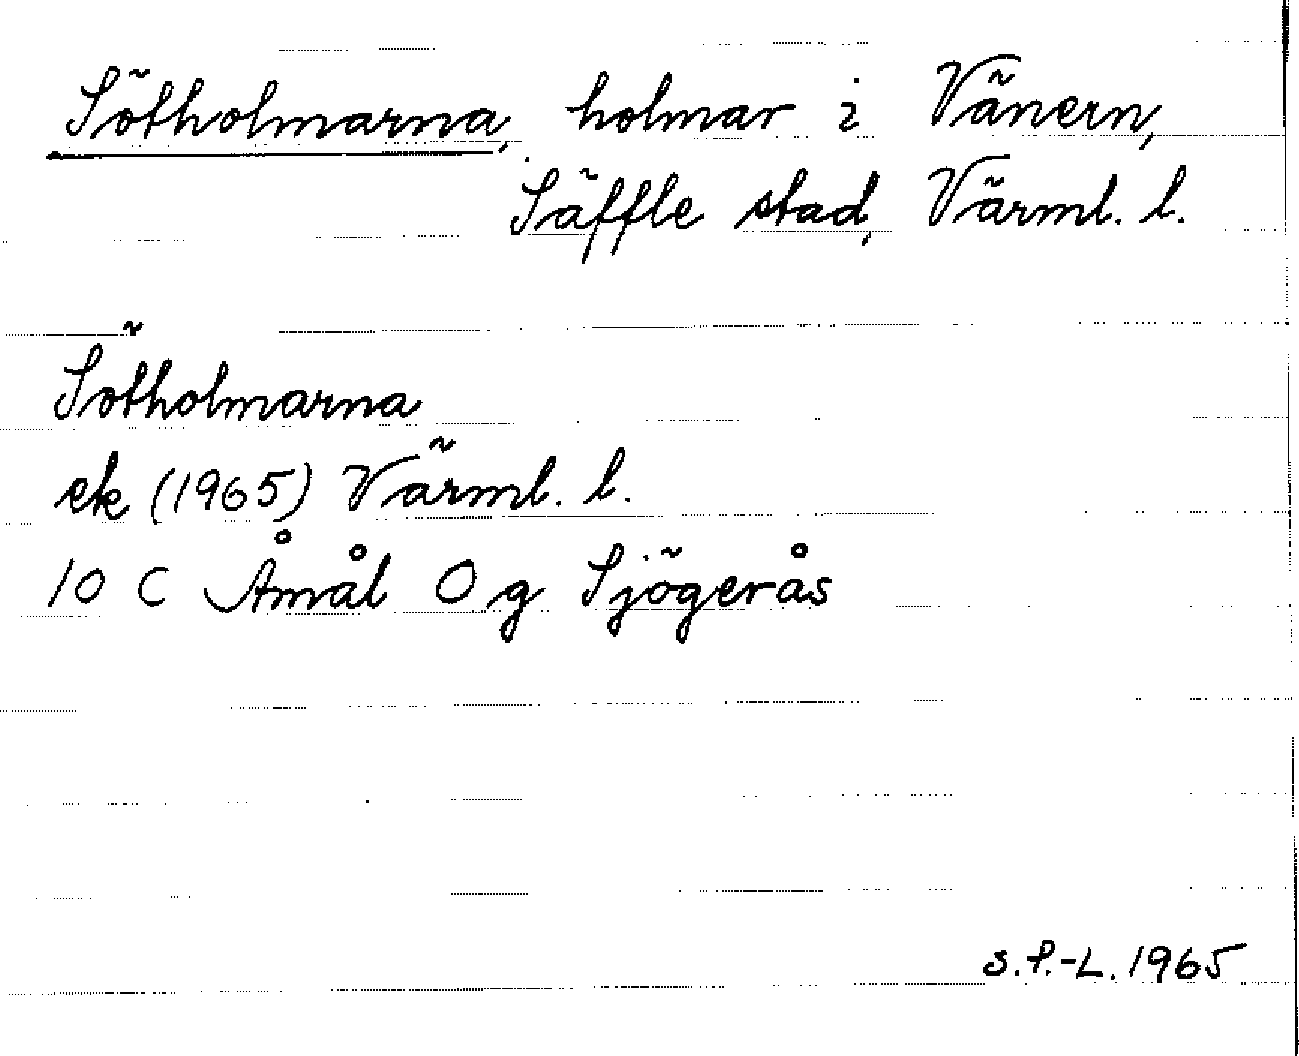 Sötholmarna, holmar i Vänern,
Säffle stad, Värml. l.
Sötholmarna
ek (1965) Värml. l.
10 C Åmål O g Sjögerås
S.P.-L. 1965